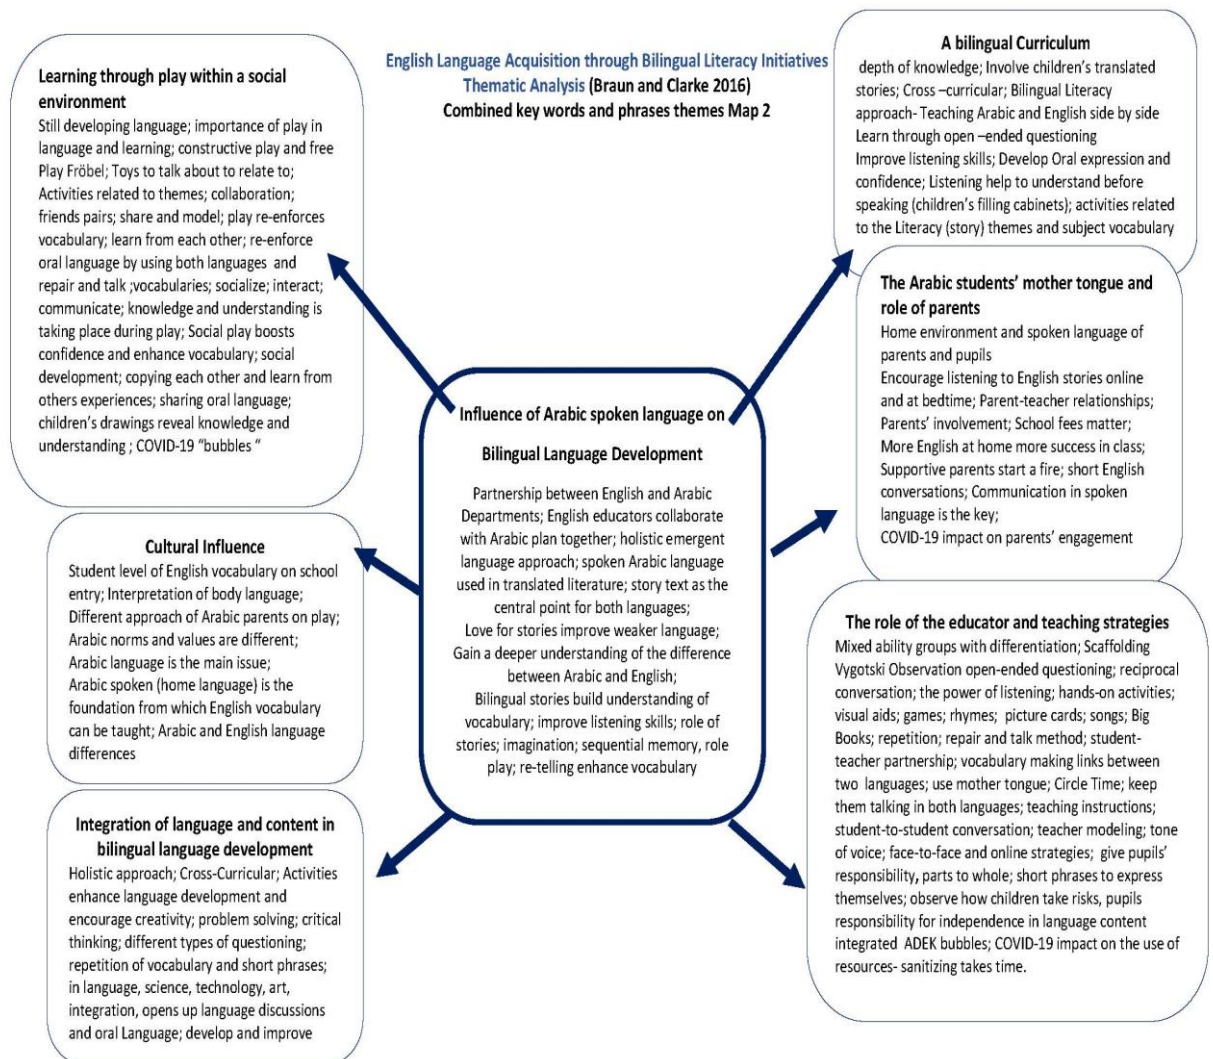 English Language Acquisition through Bilingual Literacy Initiatives
Thematic Analysis (Braun and Clarke 2016)
Combined key words and phrases themes Map 2
Learning through play within a social
environment
Still developing language; importance of play in
language and learning; constructive play and free
Play Fröbel; Toys to talk about to relate to;
Activities related to themes; collaboration;
friends pairs; share and model; play re-enforces
vocabulary; learn from each other; re-enforce
oral language by using both languages and
repair and talk ;vocabularies; socialize; interact;
communicate; knowledge and understanding is
taking place during play; Social play boosts
confidence and enhance vocabulary; social
development; copying each other and learn from
others experiences; sharing oral language;
children's drawings reveal knowledge and
understanding ; COVID-19 "bubbles "
Cultural Influence
Student level of English vocabulary on school
entry; Interpretation of body language;
Different approach of Arabic parents on play;
Arabic norms and values are different;
Arabic language is the main issue;
Arabic spoken (home language) is the
foundation from which English vocabulary
can be taught; Arabic and English language
differences
Integration of language and content in
bilingual language development
Holistic approach; Cross-Curricular; Activities
enhance language development and
encourage creativity; problem solving; critical
thinking; different types of questioning;
repetition of vocabulary and short phrases;
in language, science, technology, art,
integration, opens up language discussions
and oral Language; develop and improve
Influence of Arabic spoken language on
Bilingual Language Development
Partnership between English and Arabic
Departments; English educators collaborate
with Arabic plan together; holistic emergent
language approach; spoken Arabic language
used in translated literature; story text as the
central point for both languages;
Love for stories improve weaker language;
Gain a deeper understanding of the difference
between Arabic and English;
Bilingual stories build understanding of
vocabulary; improve listening skills; role of
stories; imagination; sequential memory, role
play; re-telling enhance vocabulary
A bilingual Curriculum
depth of knowledge; Involve children's translated
stories; Cross –curricular; Bilingual Literacy
approach- Teaching Arabic and English side by side
Learn through open –ended questioning
Improve listening skills; Develop Oral expression and
confidence; Listening help to understand before
speaking (children's filling cabinets); activities related
to the Literacy (story) themes and subject vocabulary
The Arabic students' mother tongue and
role of parents
Home environment and spoken language of
parents and pupils
Encourage listening to English stories online
and at bedtime; Parent-teacher relationships;
Parents' involvement; School fees matter;
More English at home more success in class;
Supportive parents start a fire; short English
conversations; Communication in spoken
language is the key;
COVID-19 impact on parents' engagement
The role of the educator and teaching strategies
Mixed ability groups with differentiation; Scaffolding
Vygotski Observation open-ended questioning; reciprocal
conversation; the power of listening; hands-on activities;
visual aids; games; rhymes; picture cards; songs; Big
Books; repetition; repair and talk method; student-
teacher partnership; vocabulary making links between
two languages; use mother tongue; Circle Time; keep
them talking in both languages; teaching instructions;
student-to-student conversation; teacher modeling; tone
of voice; face-to-face and online strategies; give pupils'
responsibility, parts to whole; short phrases to express
themselves; observe how children take risks, pupils
responsibility for independence in language content
integrated ADEK bubbles; COVID-19 impact on the use of
resources- sanitizing takes time.